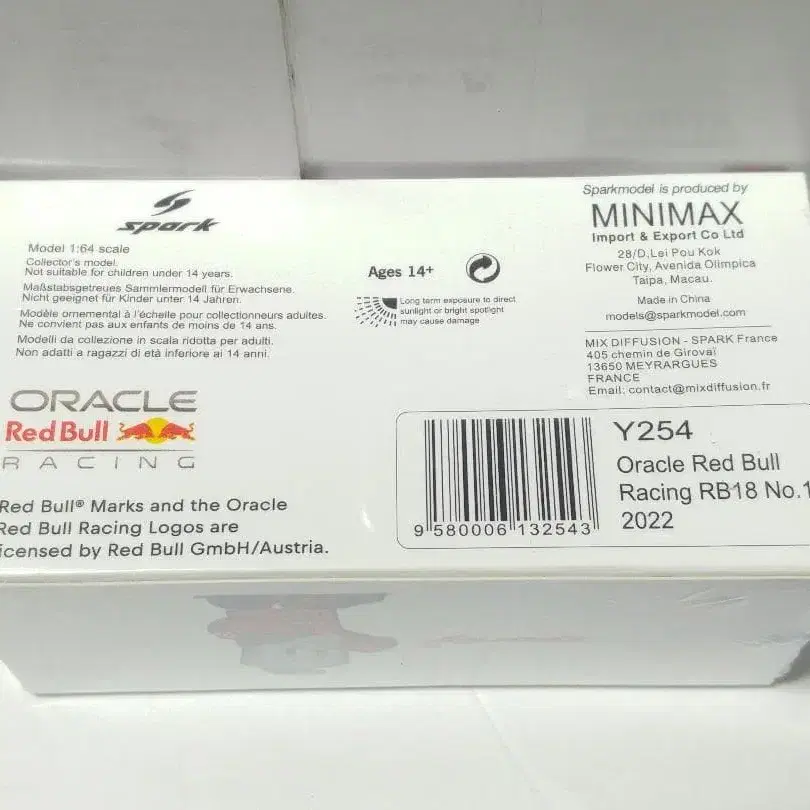 spark
Model 1:64 scale
Collector's model.
Not suitable for children under 14 years.
Maßstabsgetreues Sammlermodell für Erwachsene.
Nicht geeignet für Kinder unter 14 Jahren.
Modèle ornemental à l'échelle pour collectionneurs adultes.
Ne convient pas aux enfants de moins de 14 ans.
Modelli da collezione in scala ridotta per adulti.
Non adatti a ragazzi di età inferiore ai 14 anni.
Ages 14+
Long term exposure to direct
sunlight or bright spotlight
may cause damage
Sparkmodel is produced by
MINIMAX
Import & Export Co Ltd
28/D,Lei Pou Kok
Flower City, Avenida Olimpica
Taipa, Macau.
Made in China
models@sparkmodel.com
MIX DIFFUSION - SPARK France
405 chemin de Girovaï
13650 MEYRARGUES
FRANCE
Email: contact@mixdiffusion.fr
ORACLE
Red Bull
RACING
Red Bull® Marks and the Oracle
Red Bull Racing Logos are
licensed by Red Bull GmbH/Austria.
9 580006 132543
Y254
Oracle Red Bull
Racing RB18 No.1
2022